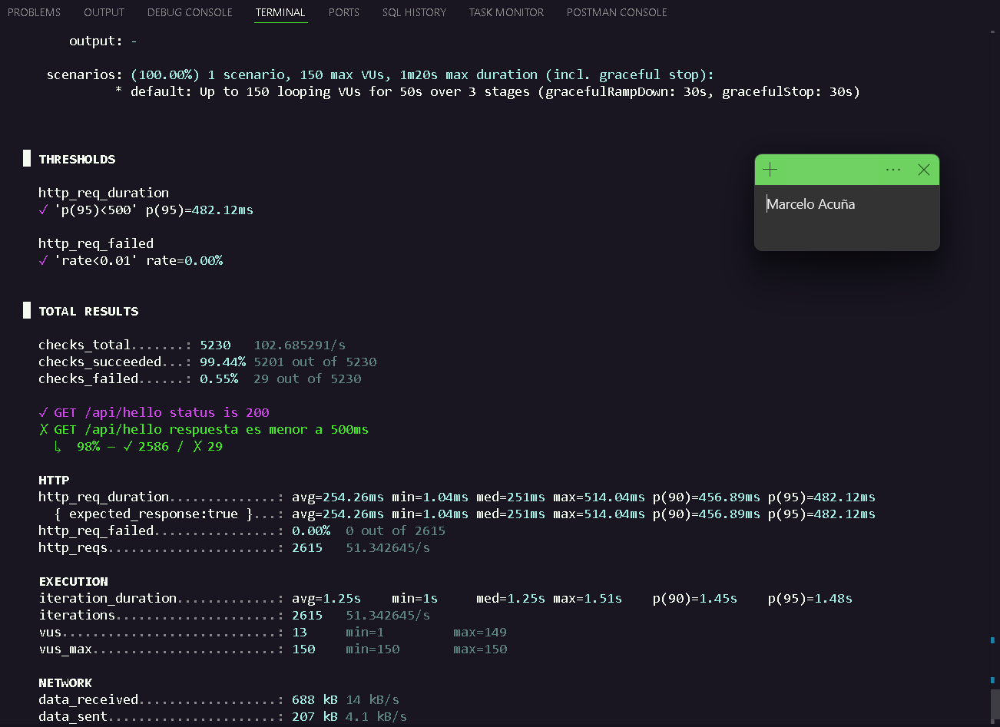 PROBLEMS OUTPUT DEBUG CONSOLE TERMINAL PORTS SQL HISTORY TASK MONITOR POSTMAN CONSOLE
output: -
scenarios: (100.00%) 1 scenario, 150 max VUs, 1m20s max duration (incl. graceful stop):
* default: Up to 150 looping VUs for 50s over 3 stages (gracefulRampDown: 30s, gracefulStop: 30s)
THRESHOLDS
http_req_duration
✓ 'p(95)<500' p(95)=482.12ms
http_req_failed
✓ 'rate<0.01' rate=0.00%
Marcelo Acuña
TOTAL RESULTS
checks_total.......: 5230 102.685291/s
checks_succeeded...: 99.44% 5201 out of 5230
checks_failed......: 0.55% 29 out of 5230
✓ GET /api/hello status is 200
✗ GET /api/hello respuesta es menor a 500ms
↳ 98% — ✓ 2586 / ✗ 29
HTTP
http_req_duration..............: avg=254.26ms min=1.04ms med=251ms max=514.04ms p(90)=456.89ms p(95)=482.12ms
{ expected_response:true }...: avg=254.26ms min=1.04ms med=251ms max=514.04ms p(90)=456.89ms p(95)=482.12ms
http_req_failed................: 0.00% 0 out of 2615
http_reqs......................: 2615 51.342645/s
EXECUTION
iteration_duration.............: avg=1.25s min=1s med=1.25s max=1.51s p(90)=1.45s p(95)=1.48s
iterations.....................: 2615 51.342645/s
vus............................: 13 min=1 max=149
vus_max........................: 150 min=150 max=150
NETWORK
data_received..................: 688 kB 14 kB/s
data_sent......................: 207 kB 4.1 kB/s